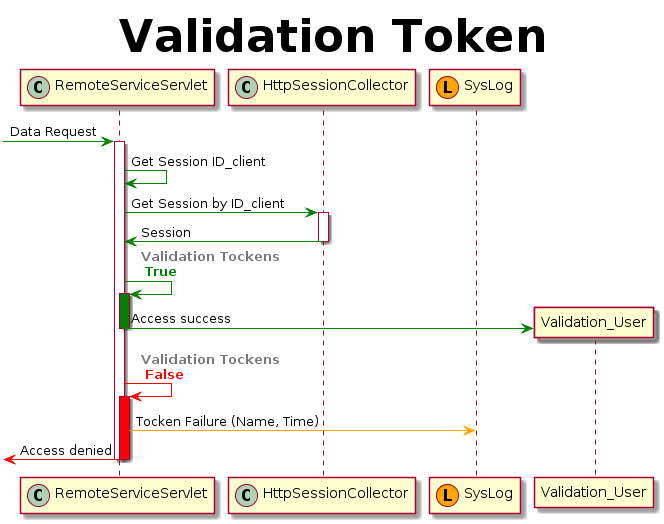 Validation Token
C RemoteServiceServlet
C HttpSessionCollector
L SysLog
Data Request
Get Session ID_client
Get Session by ID_client
Session
Validation Tockens
True
Validation_User
Access success
Validation Tockens
False
Tocken Failure (Name, Time)
Access denied
C RemoteServiceServlet
C HttpSessionCollector
L SysLog
Validation_User